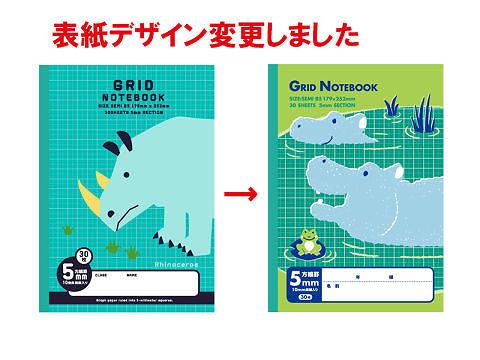 表紙デザイン変更しました
GRID
NOTEBOOK
SIZE:SEMI B5 179mm x 252mm
30SHEETS 5mm SECTION
Rhinoceros
30枚
5mm
方眼罫
10mm実線入り
CLASS
NAME
Graph paper ruled into 5-millimeter squares.
→
GRID NOTEBOOK
SIZE:SEMI B5 179×252mm
30 SHEETS 5mm SECTION
5mm
方眼罫
10mm実線入り
30枚
年 組
名前